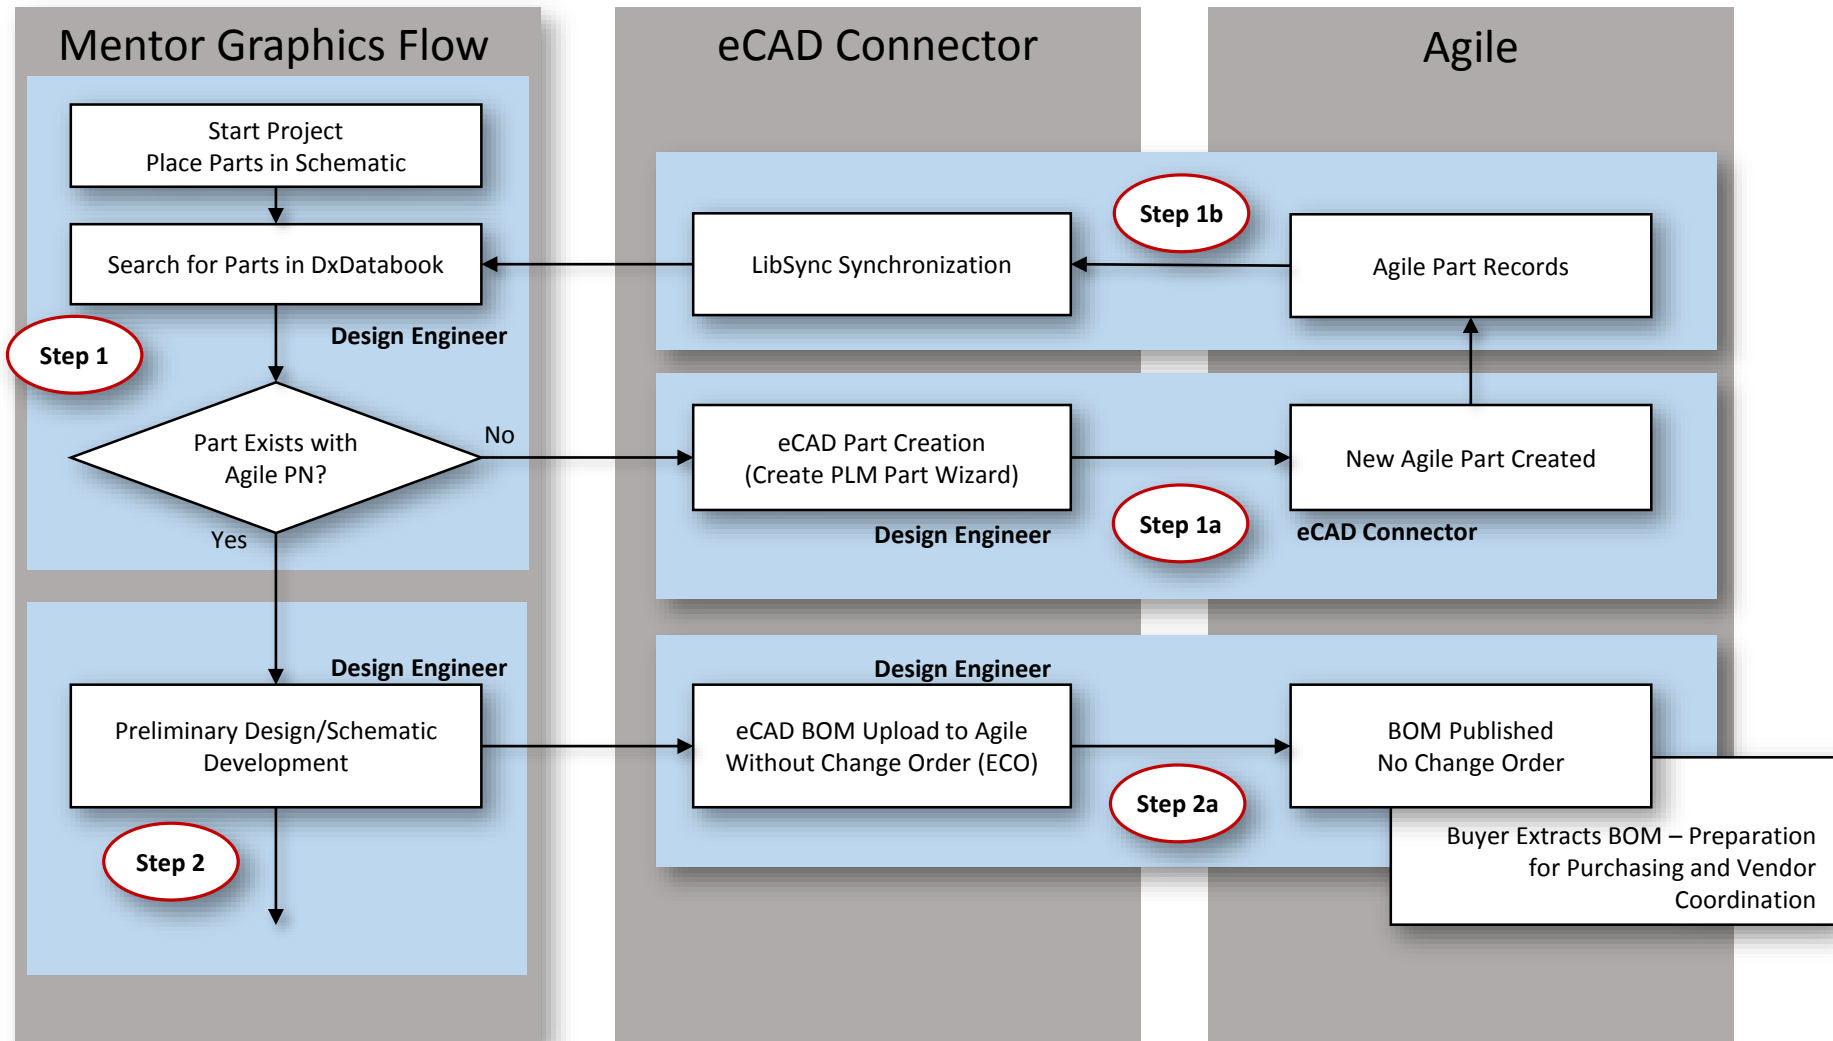 Mentor Graphics Flow
eCAD Connector
Agile
Start Project
Place Parts in Schematic
Search for Parts in DxDatabook
Design Engineer
Step 1
Part Exists with
Agile PN?
No
Yes
LibSync Synchronization
Step 1b
Agile Part Records
eCAD Part Creation
(Create PLM Part Wizard)
Design Engineer
Step 1a
New Agile Part Created
eCAD Connector
Design Engineer
Preliminary Design/Schematic
Development
Step 2
Design Engineer
eCAD BOM Upload to Agile
Without Change Order (ECO)
Step 2a
BOM Published
No Change Order
Buyer Extracts BOM – Preparation
for Purchasing and Vendor
Coordination